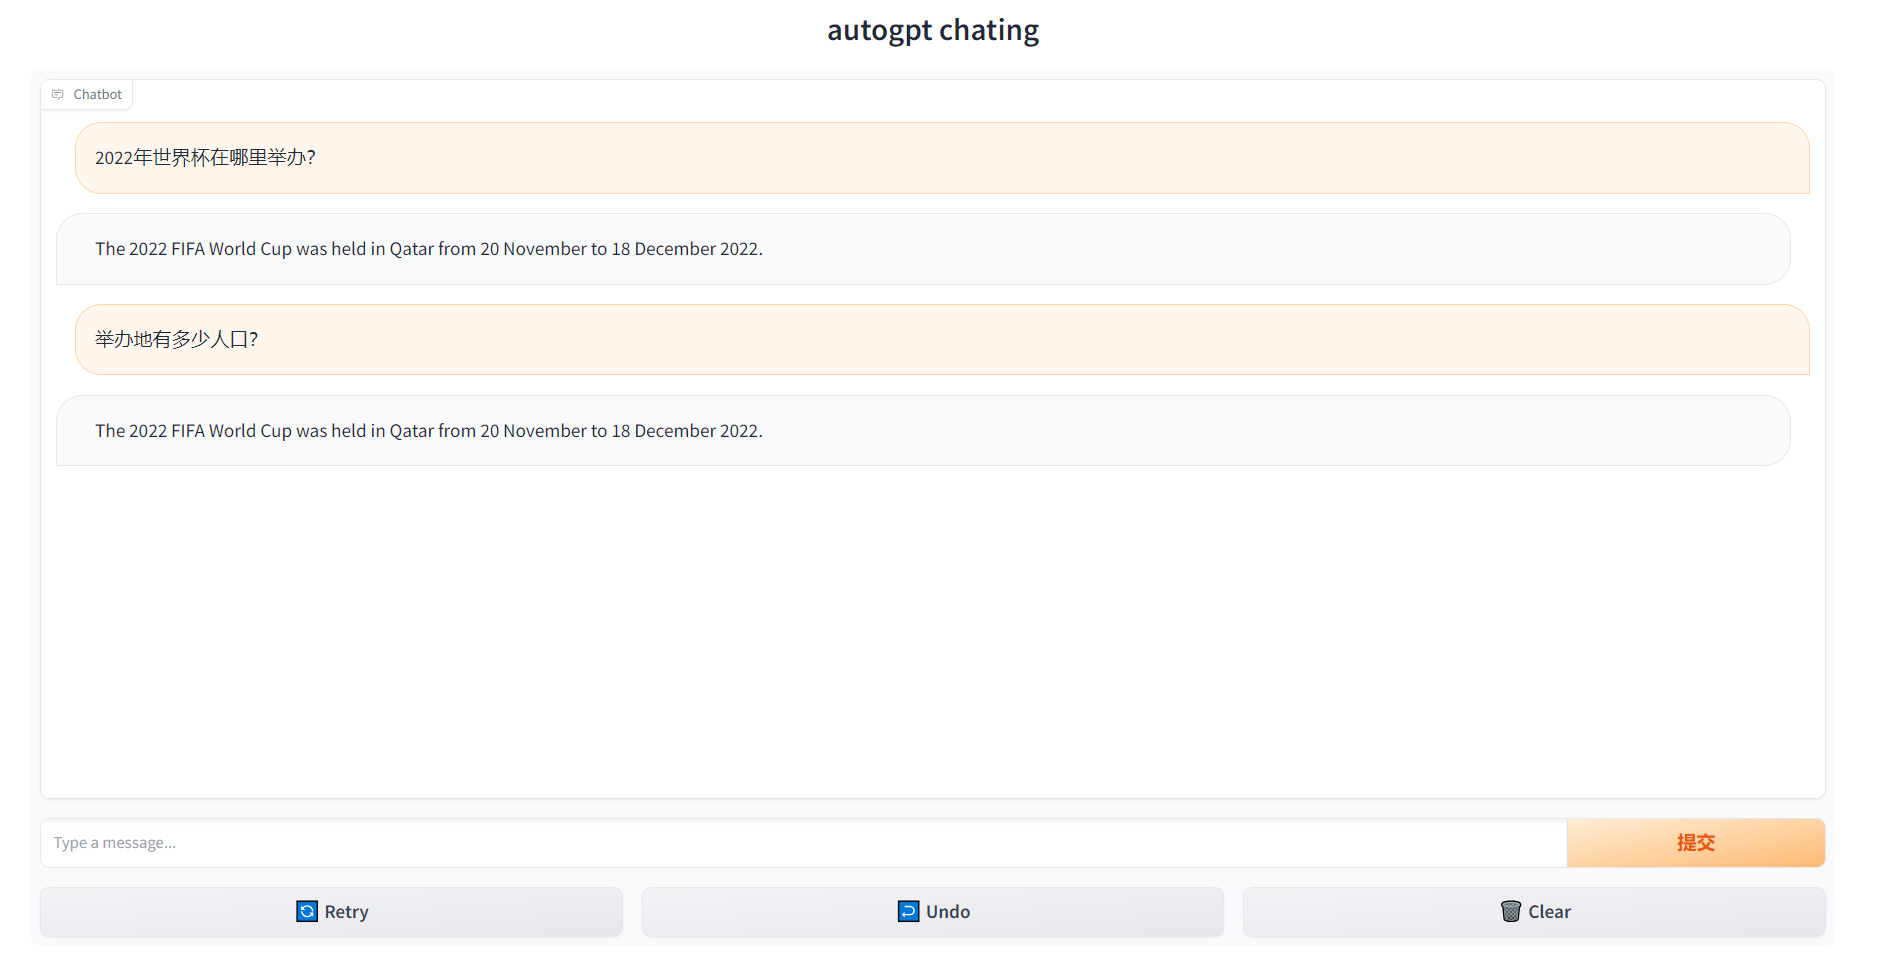 autogpt chating
Chatbot
2022年世界杯在哪里举办?
The 2022 FIFA World Cup was held in Qatar from 20 November to 18 December 2022.
举办地有多少人口?
The 2022 FIFA World Cup was held in Qatar from 20 November to 18 December 2022.
Type a message...
提交
Retry
Undo
Clear